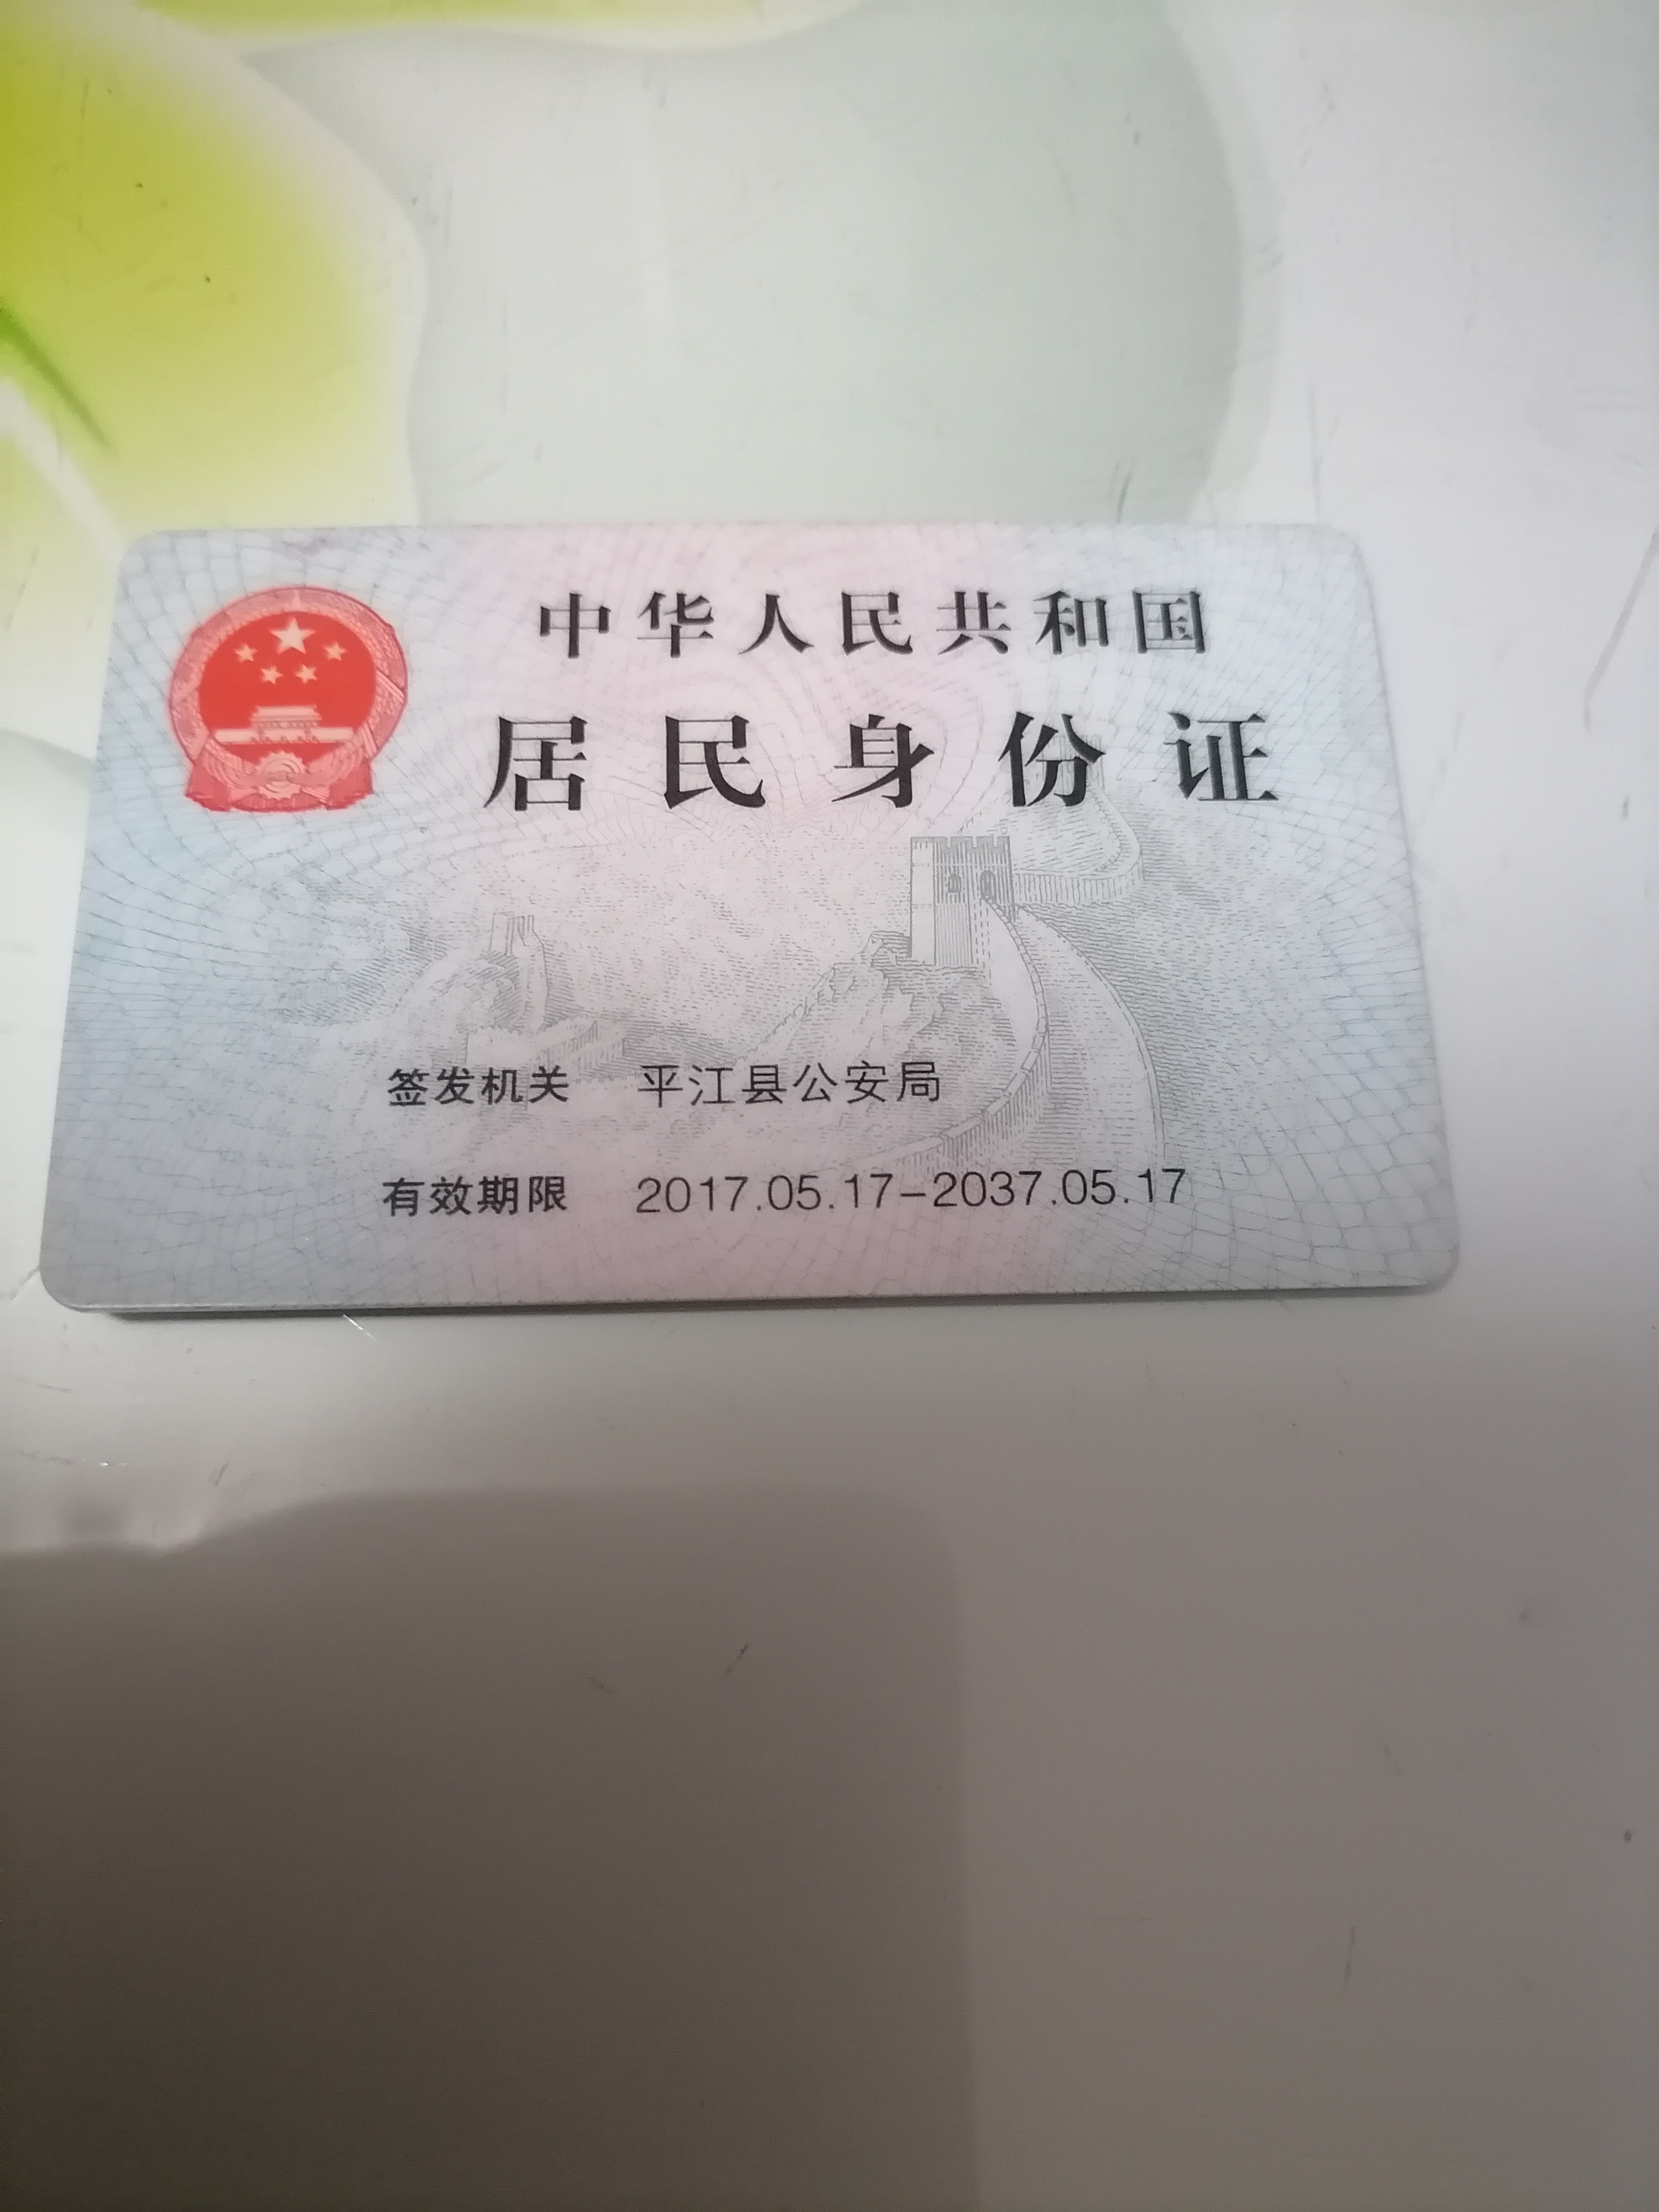 中华人民共和国
居民身份证
签发机关 平江县公安局
有效期限 2017.05.17-2037.05.17